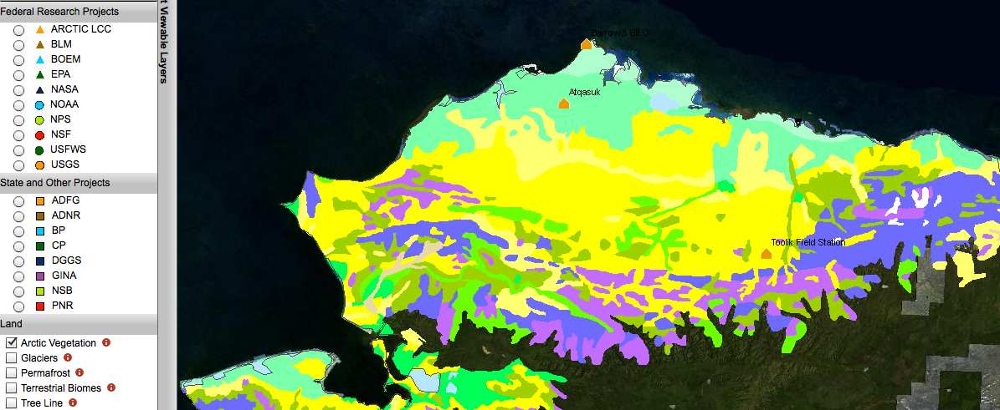 Federal Research Projects
ARCTIC LCC
BLM
BOEM
EPA
NASA
NOAA
NPS
NSF
USFWS
USGS
State and Other Projects
ADFG
ADNR
BP
CP
DGGS
GINA
NSB
PNR
Land
Arctic Vegetation
Glaciers
Permafrost
Terrestrial Biomes
Tree Line
t Viewable Layers
Barrow & BEO
Atqasuk
Toolik Field Station